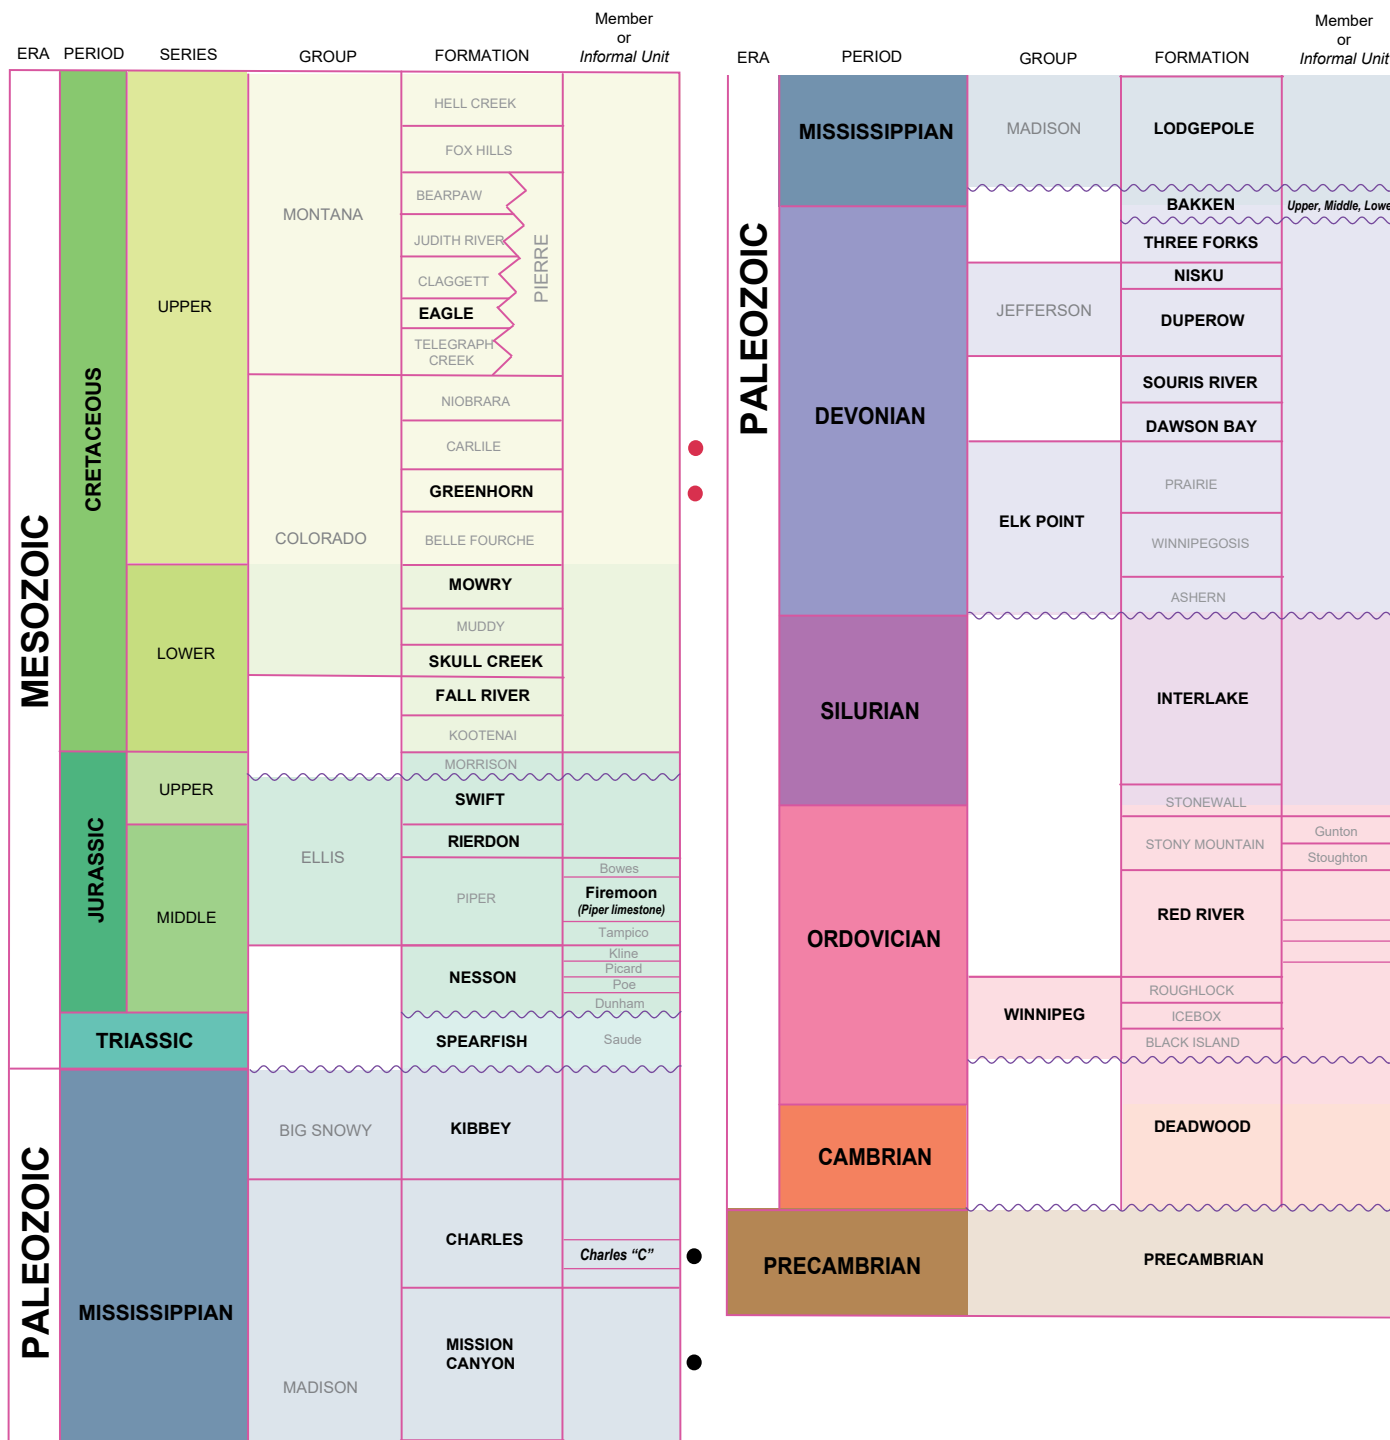 ERA PERIOD SERIES GROUP FORMATION Member
or
Informal Unit
MESOZOIC
CRETACEOUS
UPPER
MONTANA
HELL CREEK
FOX HILLS
BEARPAW
JUDITH RIVER
CLAGGETT
EAGLE
TELEGRAPH
CREEK
PIERRE
COLORADO
NIOBRARA
CARLILE
GREENHORN
BELLE FOURCHE
LOWER
MOWRY
MUDDY
SKULL CREEK
FALL RIVER
KOOTENAI
JURASSIC
UPPER
MORRISON
ELLIS
SWIFT
MIDDLE
RIERDON
PIPER
Bowes
Firemoon
(Piper limestone)
Tampico
NESSON
Kline
Picard
Poe
Dunham
TRIASSIC
SPEARFISH
Saude
PALEOZOIC
MISSISSIPPIAN
BIG SNOWY
KIBBEY
MADISON
CHARLES
Charles “C”
MISSION
CANYON
ERA PERIOD GROUP FORMATION Member
or
Informal Unit
PALEOZOIC
MISSISSIPPIAN
MADISON
LODGEPOLE
BAKKEN
Upper, Middle, Lowe
DEVONIAN
THREE FORKS
JEFFERSON
NISKU
DUPEROW
SOURIS RIVER
DAWSON BAY
ELK POINT
PRAIRIE
WINNIPEGOSIS
ASHERN
SILURIAN
INTERLAKE
STONEWALL
ORDOVICIAN
STONY MOUNTAIN
Gunton
Stoughton
RED RIVER
WINNIPEG
ROUGHLOCK
ICEBOX
BLACK ISLAND
CAMBRIAN
DEADWOOD
PRECAMBRIAN
PRECAMBRIAN